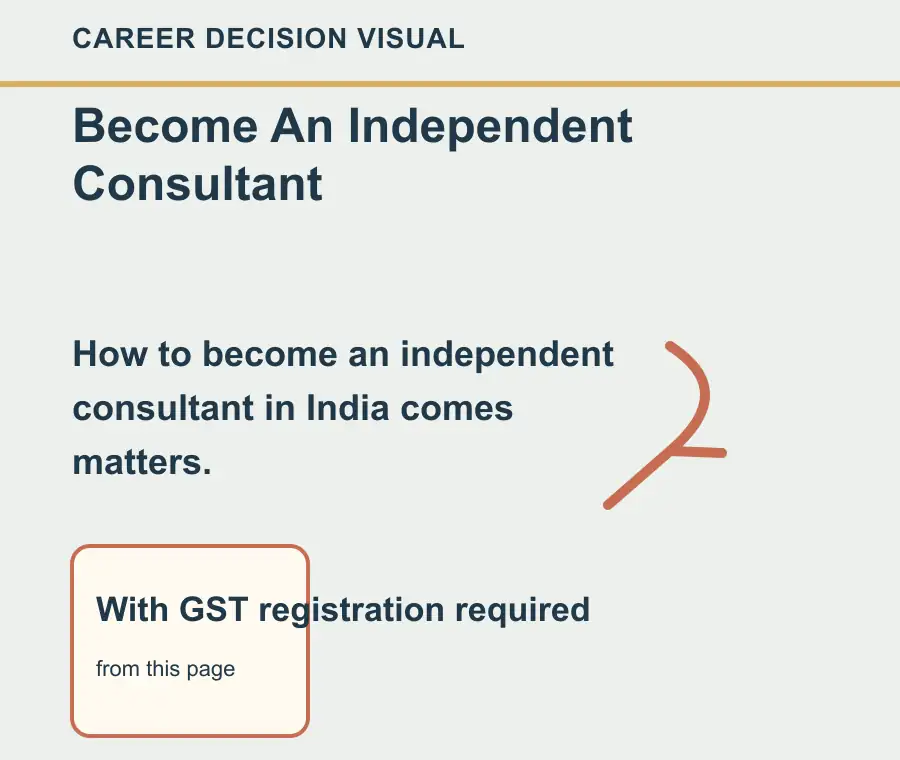 CAREER DECISION VISUAL
Become An Independent
Consultant
How to become an independent
consultant in India comes
matters.
With GST registration required
from this page